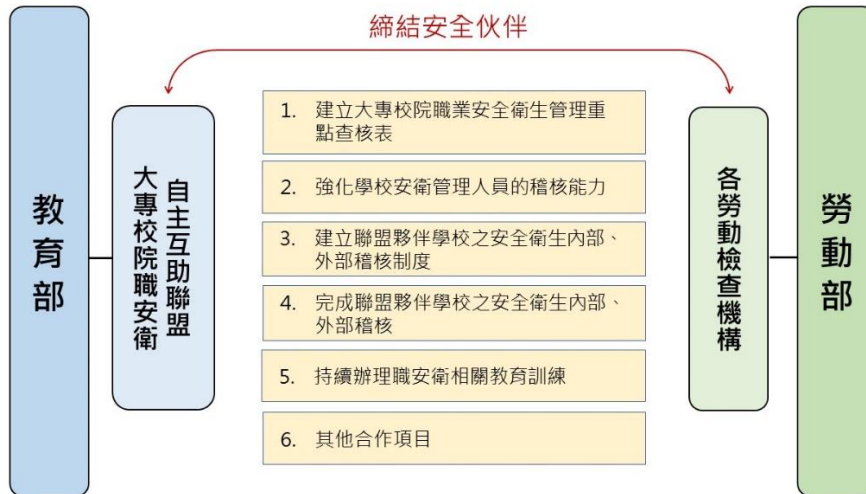 締結安全伙伴
教育部
大專校院職安衛
自主互助聯盟
1. 建立大專校院職業安全衛生管理重
點查核表
2. 強化學校安衛管理人員的稽核能力
3. 建立聯盟夥伴學校之安全衛生內部、
外部稽核制度
4. 完成聯盟夥伴學校之安全衛生內部、
外部稽核
5. 持續辦理職安衛相關教育訓練
6. 其他合作項目
各勞動檢查機構
勞動部